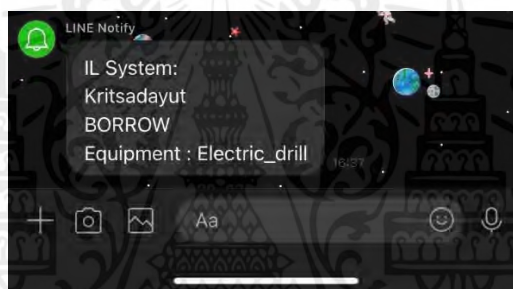 LINE Notify
IL System:
Kritsadayut
BORROW
Equipment : Electric_drill
16:37
Aa